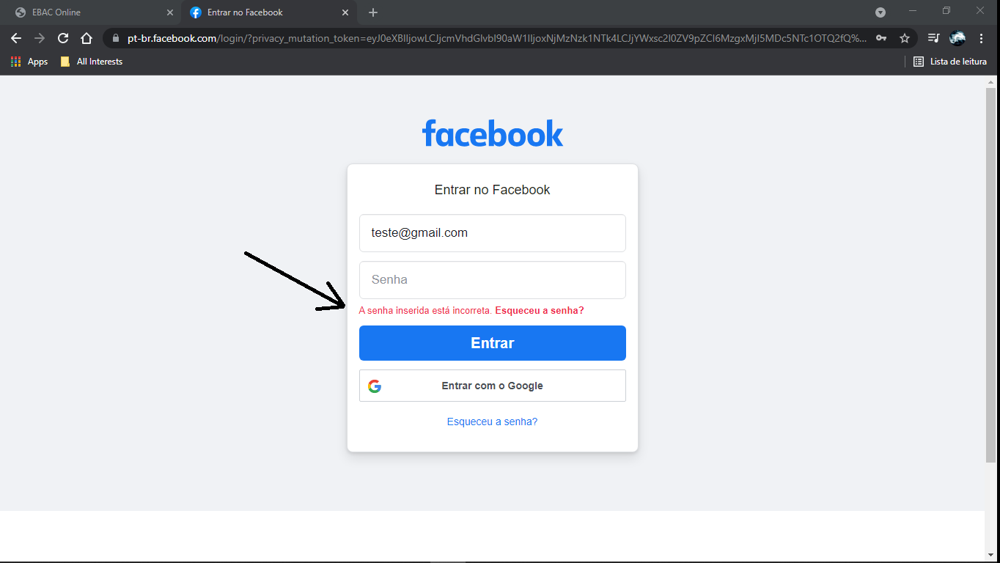 EBAC Online
Entrar no Facebook
pt-br.facebook.com/login/?privacy_mutation_token=
Apps
All Interests
Lista de leitura
facebook
Entrar no Facebook
teste@gmail.com
Senha
A senha inserida está incorreta. Esqueceu a senha?
Entrar
Entrar com o Google
Esqueceu a senha?